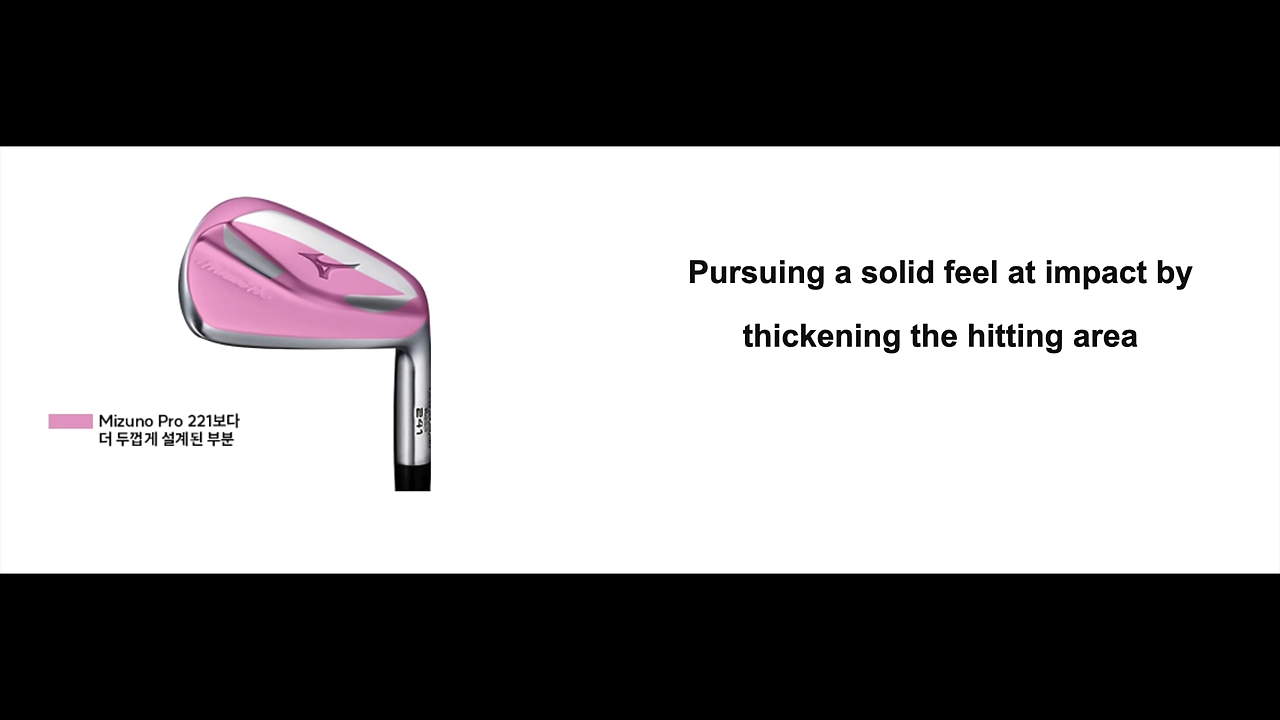 Pursuing a solid feel at impact by
thickening the hitting area
Mizuno Pro 221보다
더 두껍게 설계된 부분
241